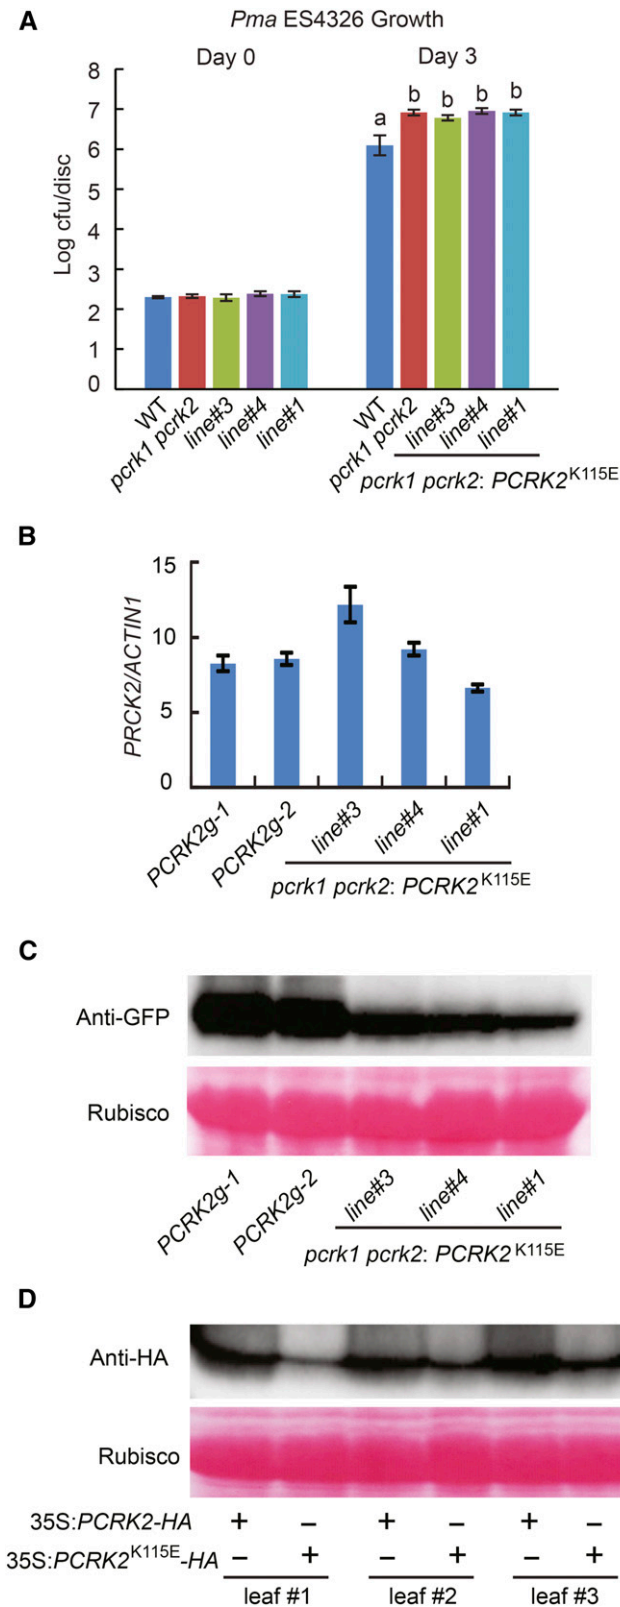 A
Pma ES4326 Growth
Day 0 Day 3
Log cfu/disc
8
7
6
5
4
3
2
1
0
a b b b b
WT pcrk1 pcrk2 line#3 line#4 line#1 WT pcrk1 pcrk2 line#3 line#4 line#1
pcrk1 pcrk2: PCRK2K115E
B
PRCK2/ACTIN1
15
10
5
0
PCRK2g-1 PCRK2g-2 line#3 line#4 line#1
pcrk1 pcrk2: PCRK2K115E
C
Anti-GFP
Rubisco
PCRK2g-1 PCRK2g-2 line#3 line#4 line#1
pcrk1 pcrk2: PCRK2K115E
D
Anti-HA
Rubisco
35S:PCRK2-HA + – + – + –
35S:PCRK2K115E-HA – + – + – +
leaf #1 leaf #2 leaf #3